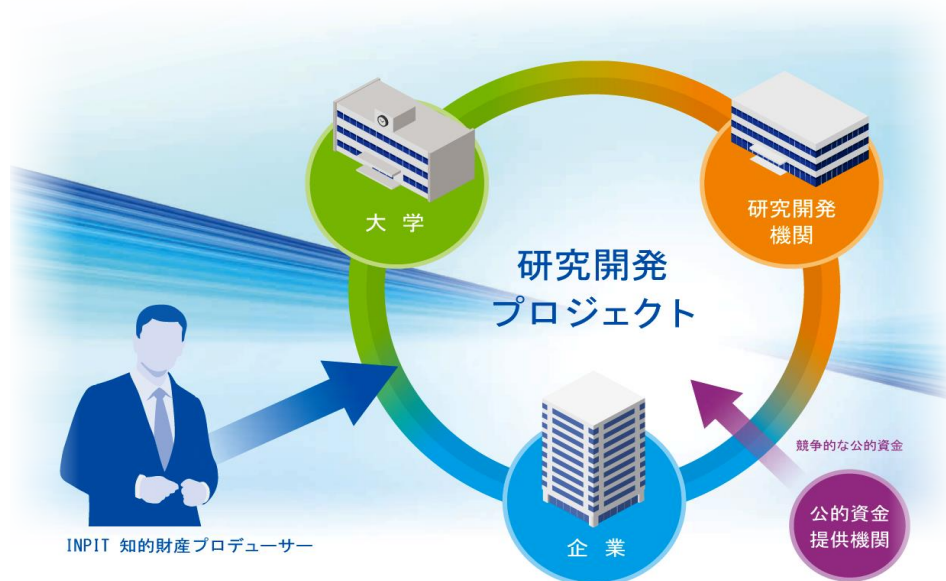 大 学
研究開発
機関
研究開発
プロジェクト
競争的な公的資金
公的資金
提供機関
企 業
INPIT 知的財産プロデューサー